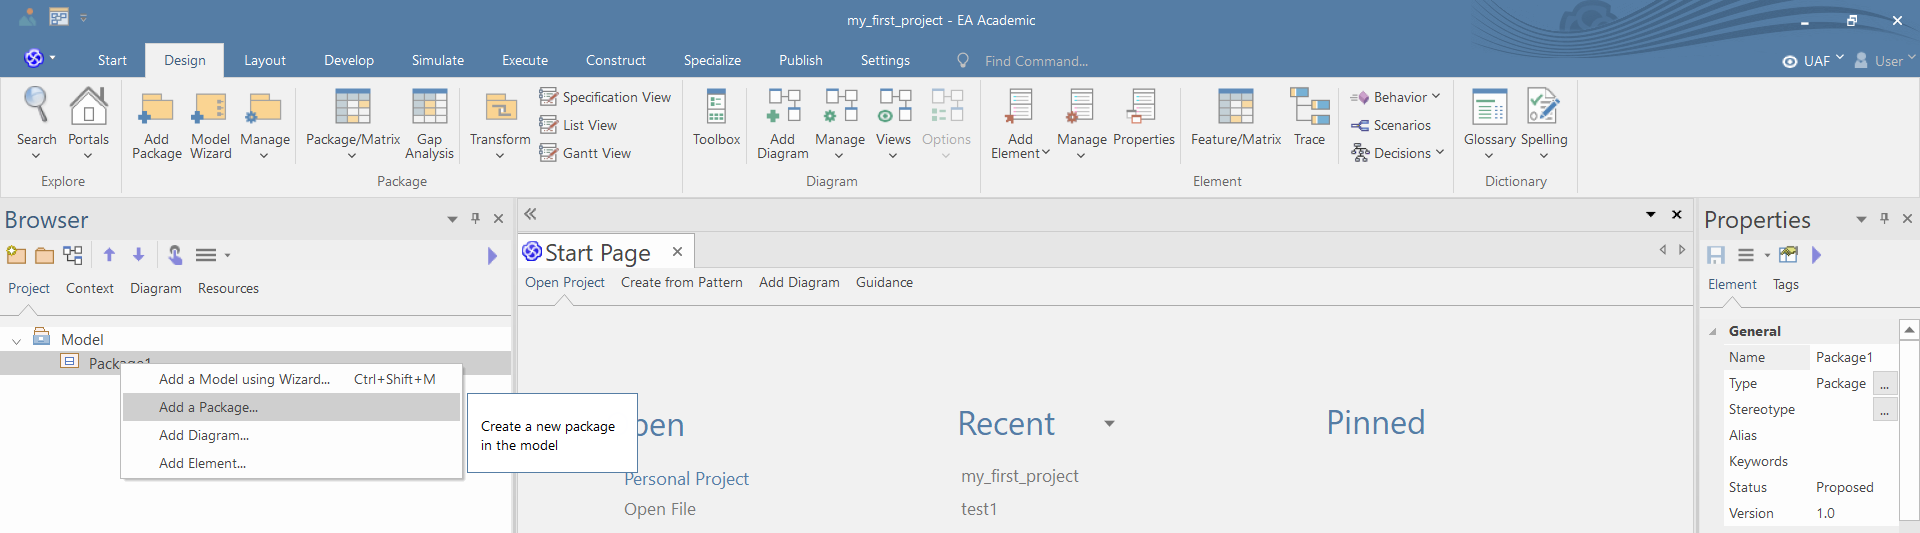 my_first_project - EA Academic
Start Design Layout Develop Simulate Execute Construct Specialize Publish Settings Find Command... UAF User
Search Portals Add Package Model Wizard Manage Package/Matrix Gap Analysis Transform Specification View
List View
Gantt View
Toolbox Add Diagram Manage Views Options Add Element Manage Properties Feature/Matrix Trace Behavior
Scenarios
Decisions
Glossary Spelling
Explore Package Diagram Element Dictionary
Browser
Project Context Diagram Resources
Model
Package1
Add a Model using Wizard... Ctrl+Shift+M
Add a Package...
Add Diagram...
Add Element...
Create a new package
in the model
Start Page
Open Project Create from Pattern Add Diagram Guidance
pen Recent Pinned
Personal Project my_first_project
Open File test1
Properties
Element Tags
General
Name Package1
Type Package ...
Stereotype ...
Alias
Keywords
Status Proposed
Version 1.0